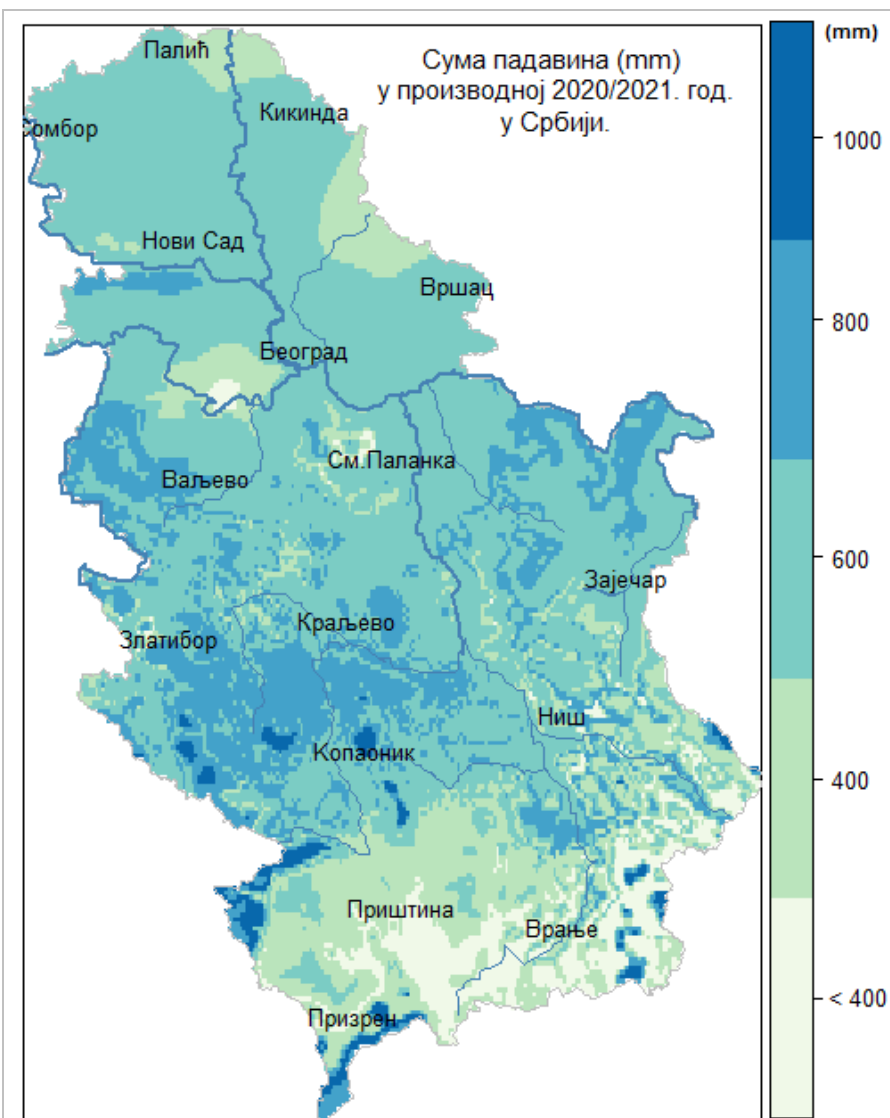 Сума падавина (mm)
у производној 2020/2021. год.
у Србији.
(mm)
1000
800
600
400
< 400
Палић
Кикинда
Сомбор
Нови Сад
Вршац
Београд
См.Паланка
Ваљево
Зајечар
Краљево
Златибор
Ниш
Копаоник
Приштина
Врање
Призрен